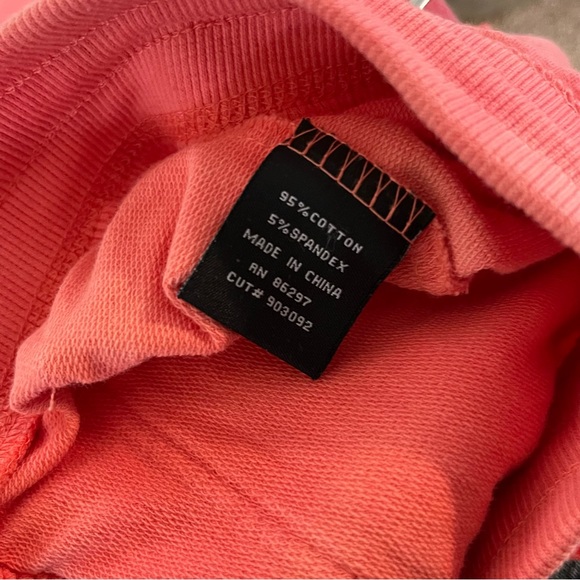 95%COTTON
5%SPANDEX
MADE IN CHINA
RN 86297
CUT# 903092